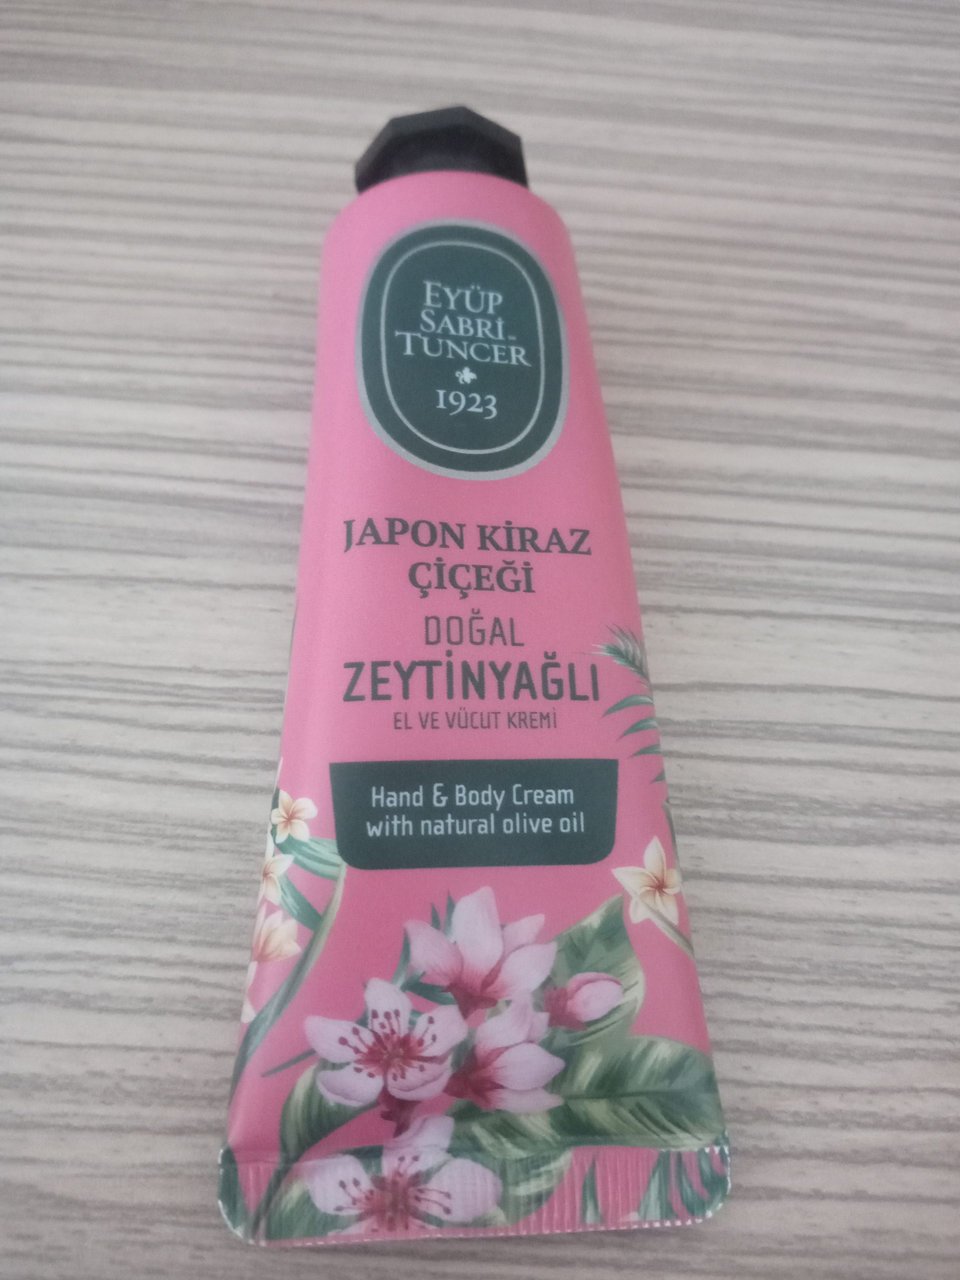 EYÜP
SABRİ
TUNCER
1923
JAPON KİRAZ
ÇİÇEĞİ
DOĞAL
ZEYTİNYAĞLI
EL VE VÜCUT KREMİ
Hand & Body Cream
with natural olive oil